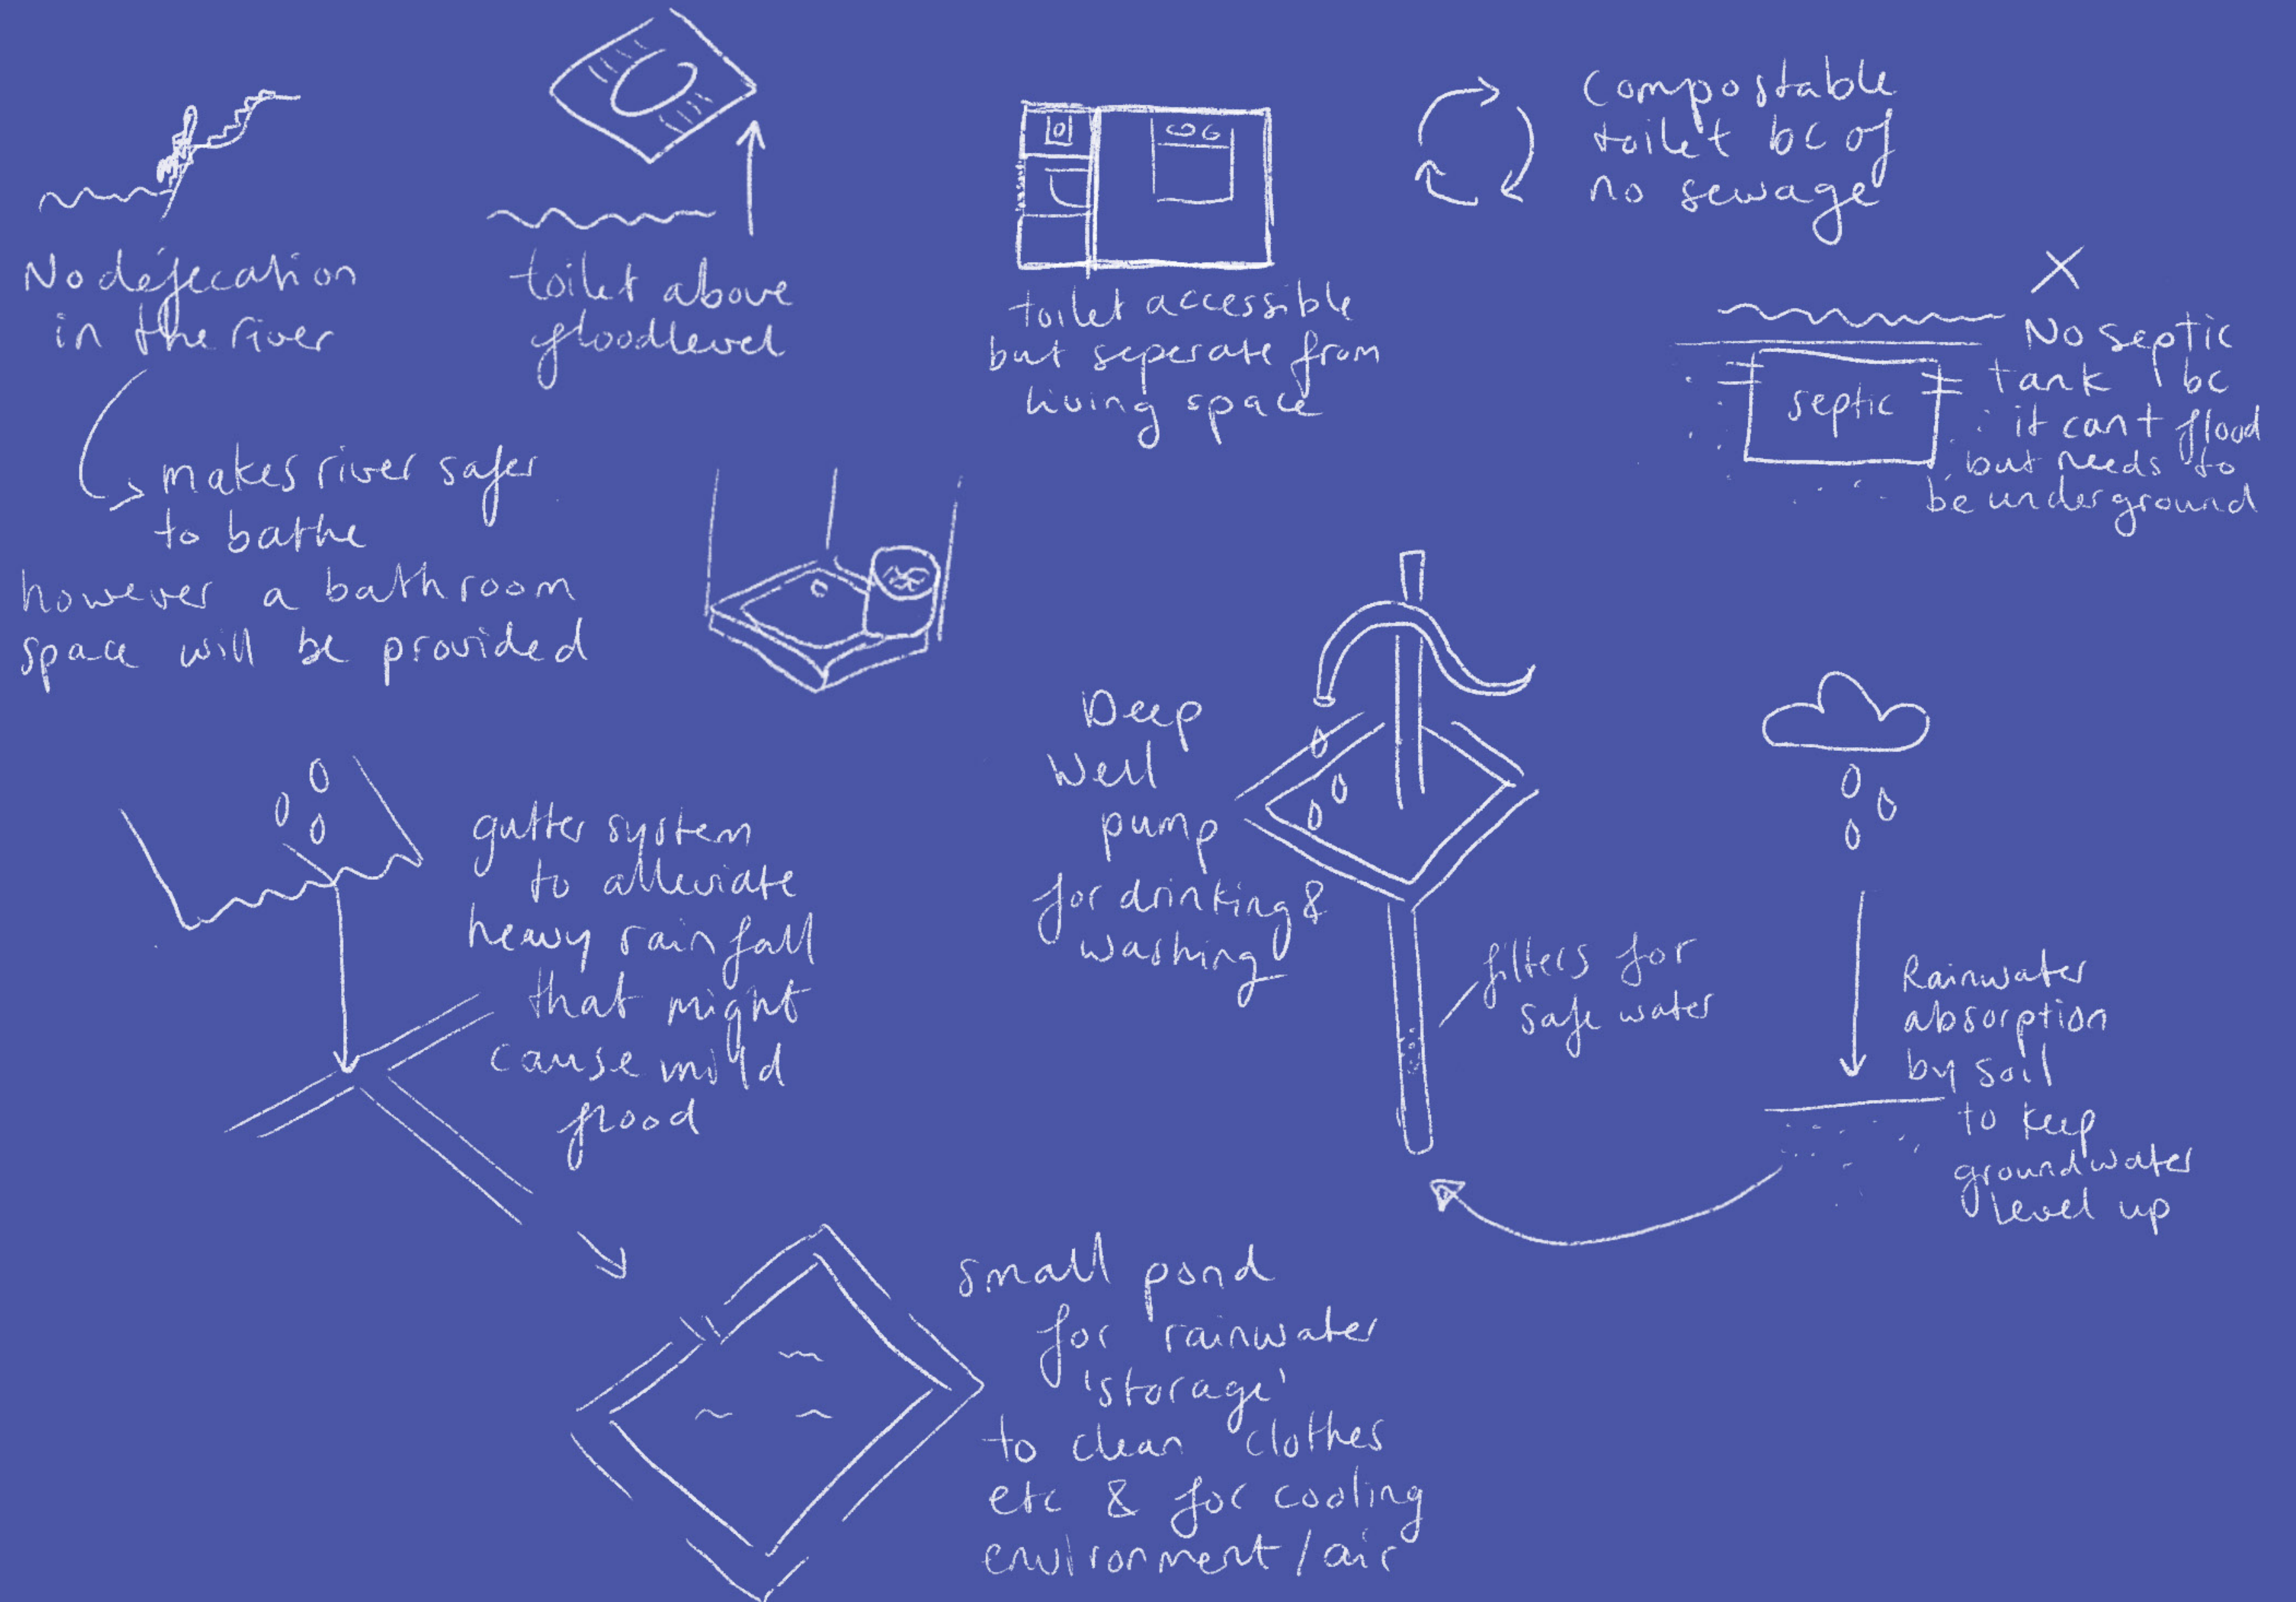 No defecation
in the river
makes river safer
to bathe
however a bathroom
space will be provided
toilet above
floodlevel
toilet accessible
but seperate from
living space
Compostable
toilet bc of
no sewage
septic
No septic
tank bc
it cant flood
but needs to
be underground
gutter system
to alleviate
heavy rainfall
that might
cause mild
flood
Deep
Well
pump
for drinking &
washing
filters for
safe water
Rainwater
absorption
by soil
to keep
groundwater
level up
small pond
for rainwater
'storage'
to clean clothes
etc & for cooling
environment/air